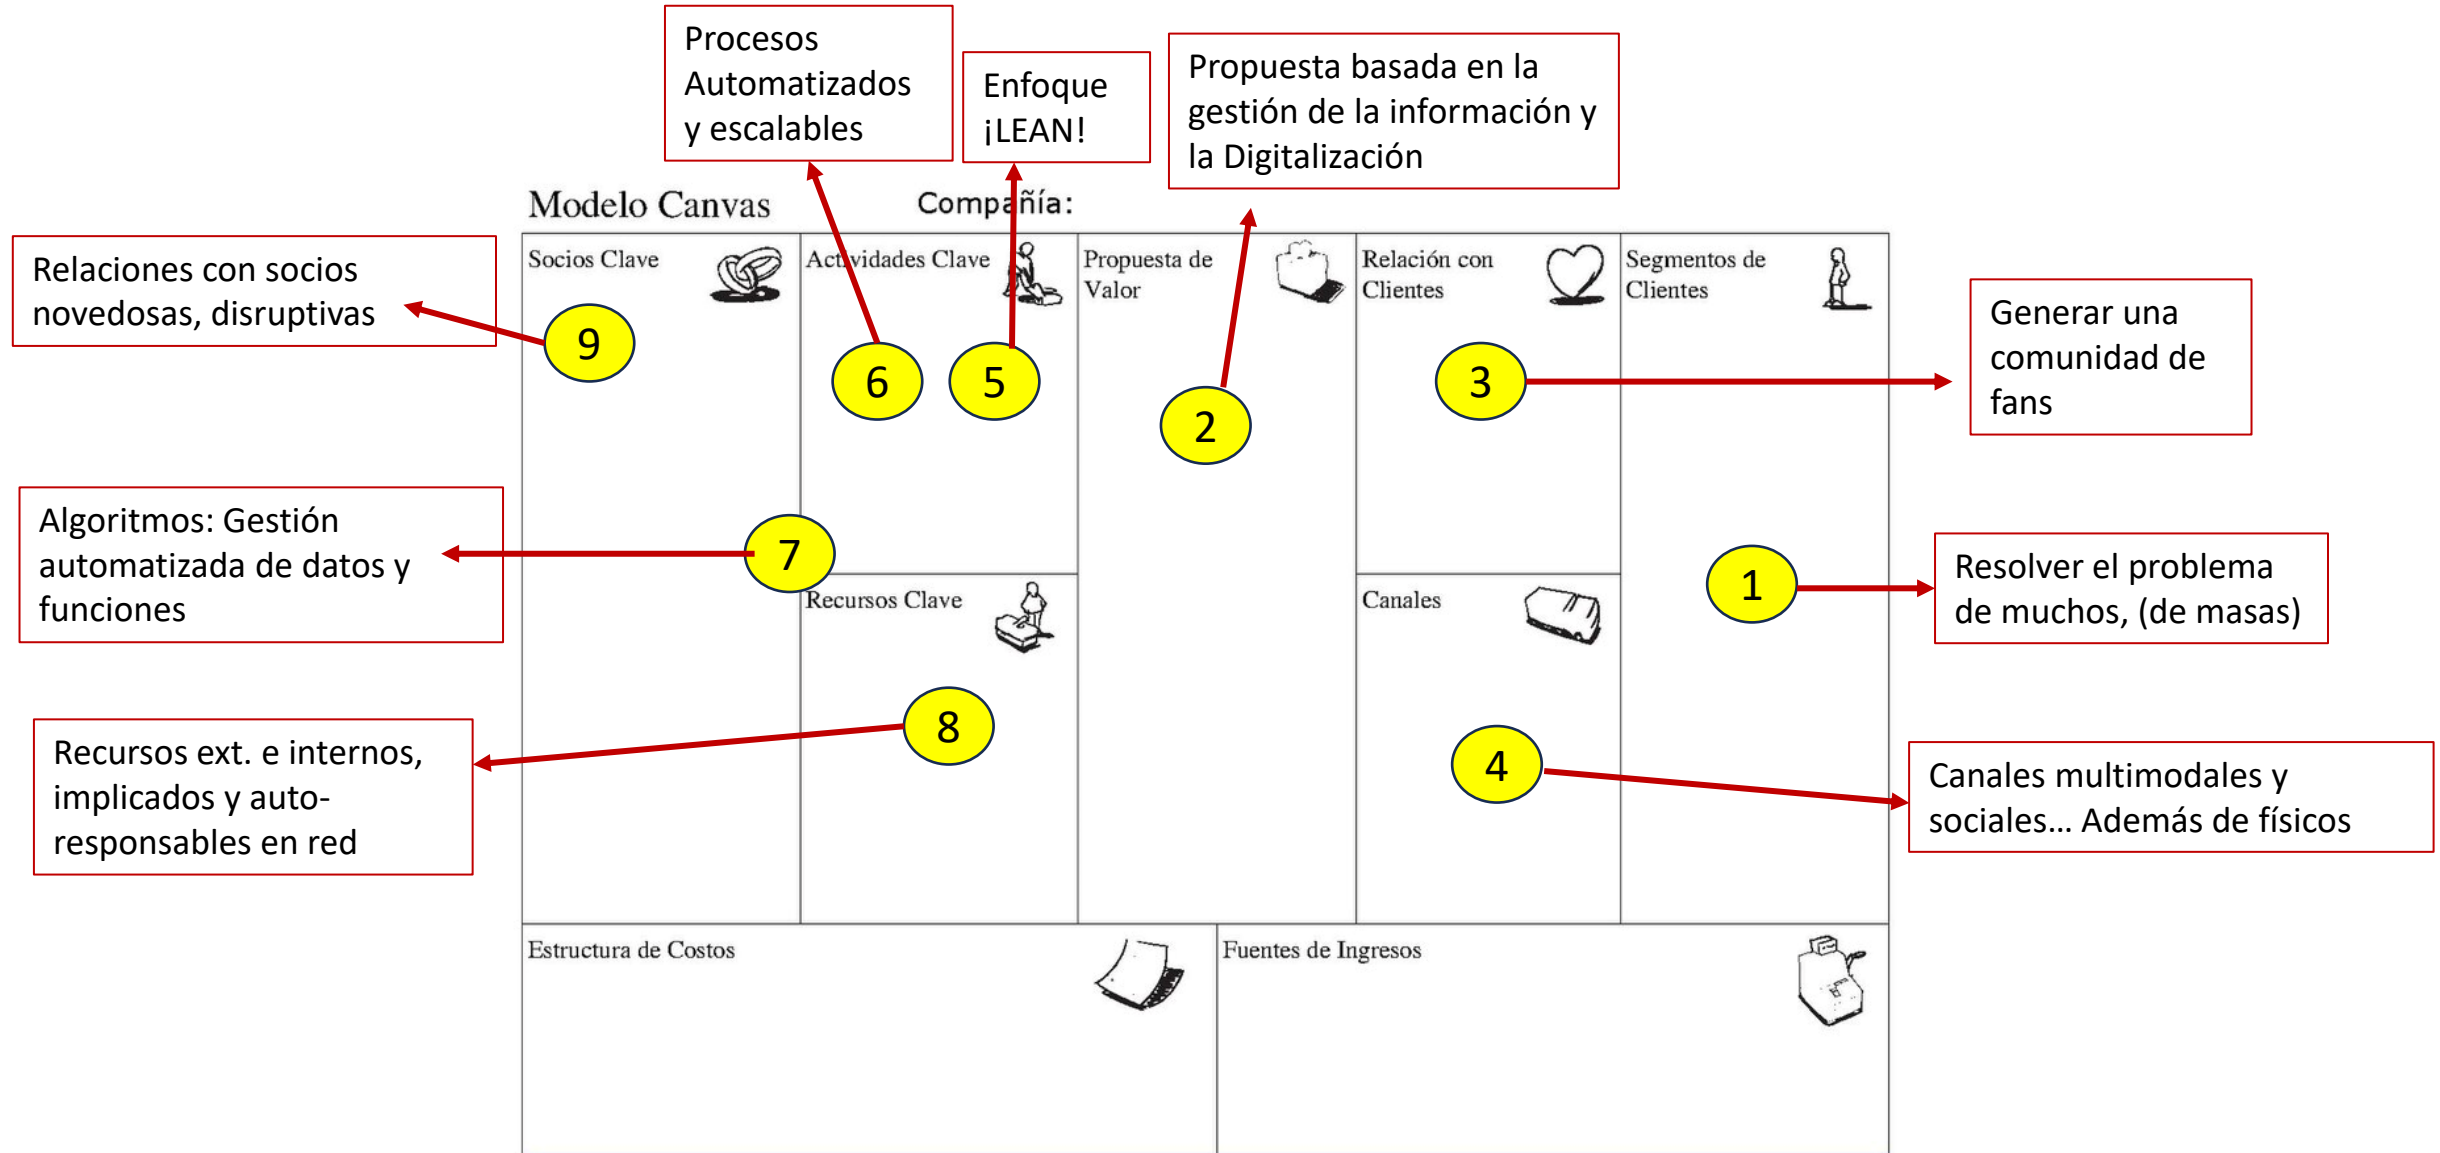 Procesos
Automatizados
y escalables
Enfoque
¡LEAN!
Propuesta basada en la
gestión de la información y
la Digitalización
Modelo Canvas
Compañía:
Relaciones con socios
novedosas, disruptivas
Socios Clave
9
Actividades Clave
6
5
Propuesta de
Valor
2
Relación con
Clientes
3
Segmentos de
Clientes
Generar una
comunidad de
fans
Algoritmos: Gestión
automatizada de datos y
funciones
7
Recursos Clave
Canales
1
Resolver el problema
de muchos, (de masas)
Recursos ext. e internos,
implicados y auto-
responsables en red
8
4
Canales multimodales y
sociales... Además de físicos
Estructura de Costos
Fuentes de Ingresos